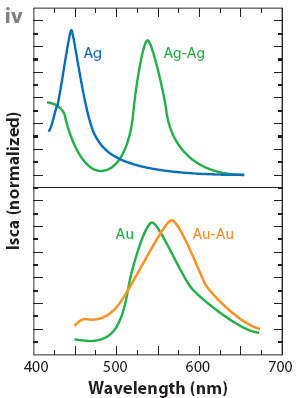 iv
Ag
Ag-Ag
Au
Au-Au
Isca (normalized)
400 500 600 700
Wavelength (nm)